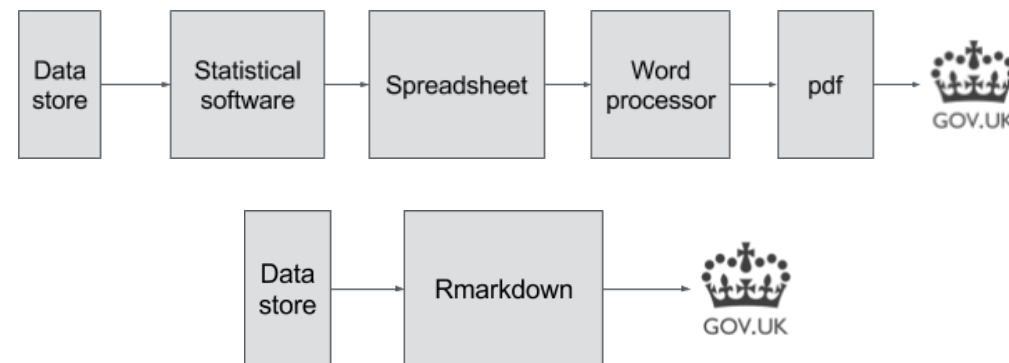 Data
store
Statistical
software
Spreadsheet
Word
processor
pdf
GOV.UK
Data
store
Rmarkdown
GOV.UK